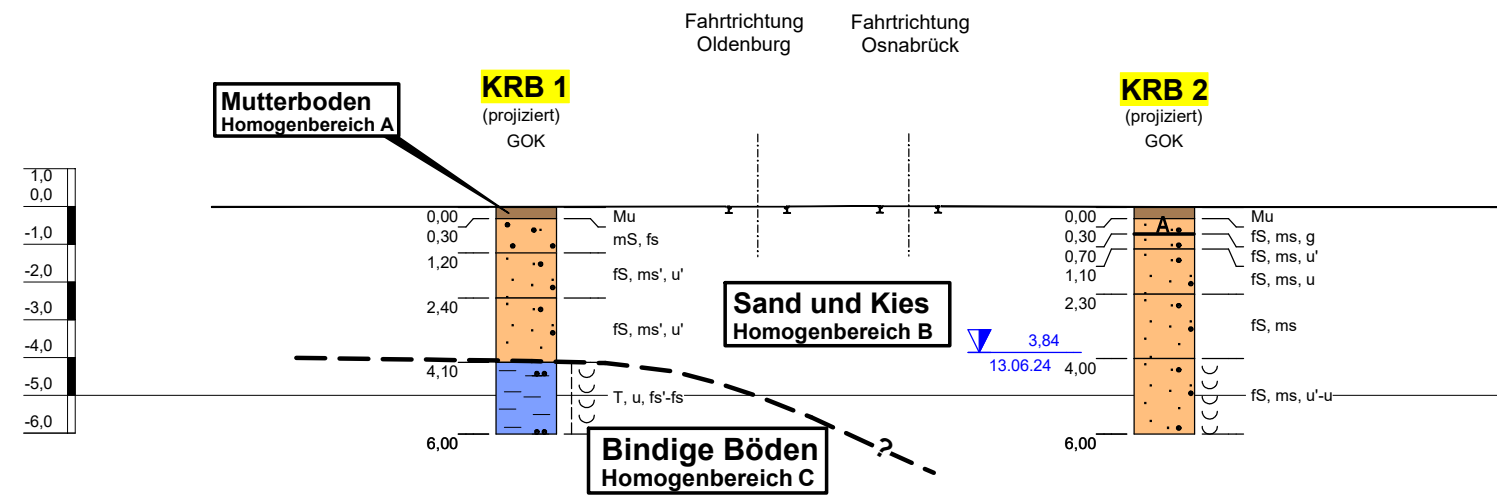 Fahrtrichtung
Oldenburg
Fahrtrichtung
Osnabrück
KRB 1
(projiziert)
GOK
KRB 2
(projiziert)
GOK
Mutterboden
Homogenbereich A
1,0
0,0
-1,0
-2,0
-3,0
-4,0
-5,0
-6,0
0,00
0,30
1,20
2,40
4,10
6,00
Mu
mS, fs
fS, ms', u'
fS, ms', u'
T, u, fs'-fs
Sand und Kies
Homogenbereich B
3,84
13.06.24
Bindige Böden
Homogenbereich C
?
0,00
0,30
0,70
1,10
2,30
4,00
6,00
A
Mu
fS, ms, g
fS, ms, u'
fS, ms, u
fS, ms
fS, ms, u'-u